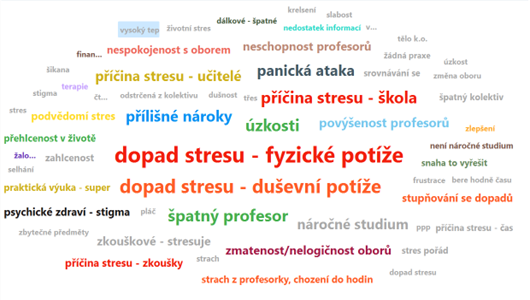 krelsení
dálkové - špatné
slabost
vysoký tep
životní stres
nedostatek informací
v...
tělo k.o.
finan...
nespokojenost s oborem
neschopnost profesorů
žádná praxe
šikana
příčina stresu - učitelé
panická ataka
srovnávání se
úzkost
změna oboru
terapie
stigma
čt...
odstrčená z kolektivu
dušnost
třes
příčina stresu - škola
špatný kolektiv
stres
podvědomí stres
přílišné nároky
úzkosti
povýšenost profesorů
zlepšení
přehlcenost v životě
není náročné studium
žalo...
zahlcenost
dopad stresu - fyzické potíže
snaha to vyřešit
selhání
frustrace
bere hodně času
praktická výuka - super
dopad stresu - duševní potíže
stupňování se dopadů
psychické zdraví - stigma
pláč
špatný profesor
náročné studium
ppp
příčina stresu - čas
zbytečné předměty
zkouškové - stresuje
zmatenost/nelogičnost oborů
stres pořád
příčina stresu - zkoušky
strach
dopad stresu
strach z profesorky, chození do hodin